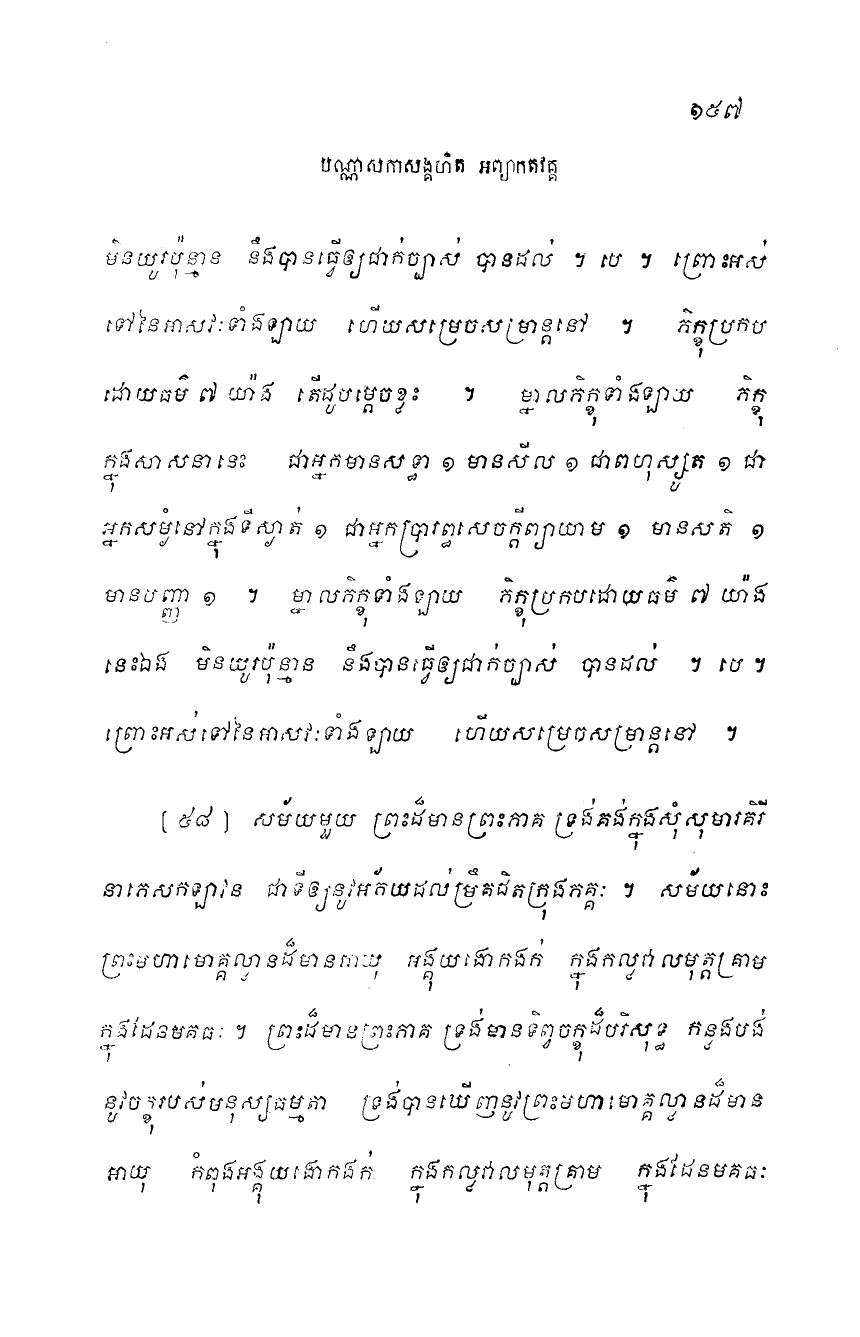 ១៥៧
បណ្ណាសកាសង្គហិត អព្យាកតវគ្គ
មិនយូរប៉ុន្មាន នឹងបានធ្វើឲ្យជាក់ច្បាស់ បានដល់ ។ បេ ។ ព្រោះអស់
ទៅនៃអាសវៈទាំងឡាយ ហើយសម្រេចសម្រាន្តនៅ ។ ភិក្ខុប្រកប
ដោយធម៌ ៧ យ៉ាង តើដូបម្តេចខ្លះ ។ ម្នាលភិក្ខុទាំងឡាយ ភិក្ខុ
ក្នុងសាសនានេះ ជាអ្នកមានសទ្ធា ១ មានសីល ១ ជាពហុស្សូត ១ ជា
អ្នកសម្ងំនៅក្នុងទីស្ងាត់ ១ ជាអ្នកប្រារព្ធសេចក្តីព្យាយាម ១ មានសតិ ១
មានបញ្ញា ១ ។ ម្នាលភិក្ខុទាំងឡាយ ភិក្ខុប្រកបដោយធម៌ ៧ យ៉ាង
នេះឯង មិនយូរប៉ុន្មាន នឹងបានធ្វើឲ្យជាក់ច្បាស់ បានដល់ ។ បេ ។
ព្រោះអស់ទៅនៃអាសវៈទាំងឡាយ ហើយសម្រេចសម្រាន្តនៅ ។
[ ៥៨ ] សម័យមួយ ព្រះដ៏មានព្រះភាគ ទ្រង់គង់ក្នុងសុំសុមារគិរី
នាភេសកឡាវ័ន ជាទីឲ្យនូវអភ័យដល់ម្រឹគជិតក្រុងភគ្គៈ ។ សម័យនោះ
ព្រះមហាមោគ្គល្លានដ៏មានអាយុ អង្គុយងោកងក់ ក្នុងកល្លវាល់មុត្តគ្រាម
ក្នុងដែនមគធៈ ។ ព្រះដ៏មានព្រះភាគ ទ្រង់មានទិព្វចក្ខុដ៏បរិសុទ្ធ កន្លងបង់
នូវចក្ខុរបស់មនុស្សធម្មតា ទ្រង់បានឃើញនូវព្រះមហាមោគ្គល្លានដ៏មាន
អាយុ កំពុងអង្គុយងោកងក់ ក្នុងកល្លវាល់មុត្តគ្រាម ក្នុងដែនមគធៈ